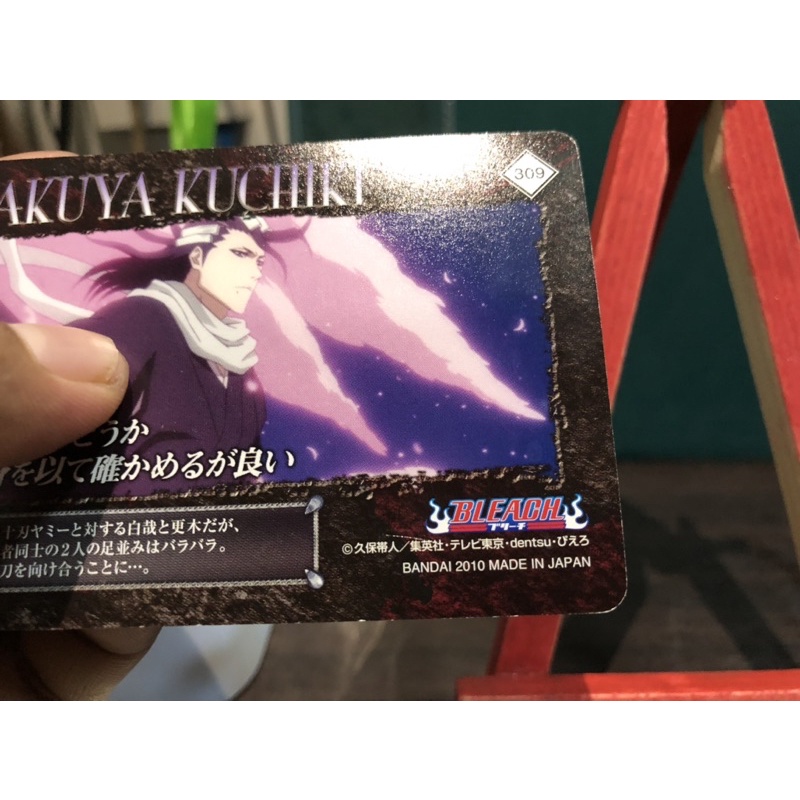 AKUYA KUCHIKI
309
うか
を以て確かめるが良い
十刃ヤミーと対する白哉と更木だが、
者同士の2人の足並みはバラバラ。
刀を向け合うことに…。
BLEACH
ブリーチ
©久保帯人／集英社・テレビ東京・dentsu・ぴえろ
BANDAI 2010 MADE IN JAPAN